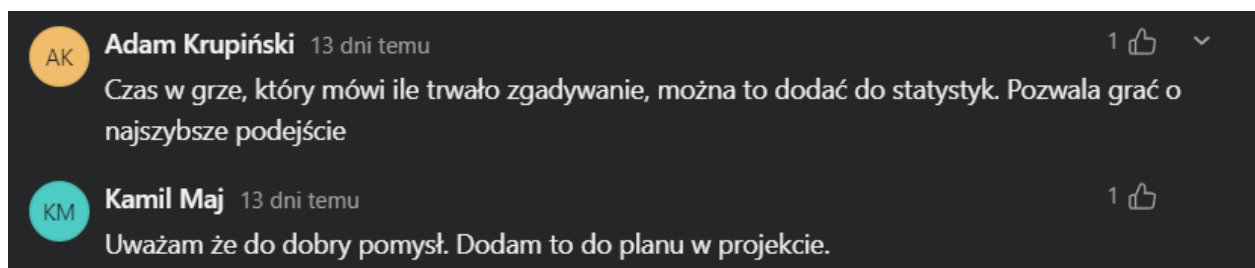 AK
Adam Krupiński 13 dni temu 1
Czas w grze, który mówi ile trwało zgadywanie, można to dodać do statystyk. Pozwala grać o
najszybsze podejście
KM
Kamil Maj 13 dni temu 1
Uważam że do dobry pomysł. Dodam to do planu w projekcie.